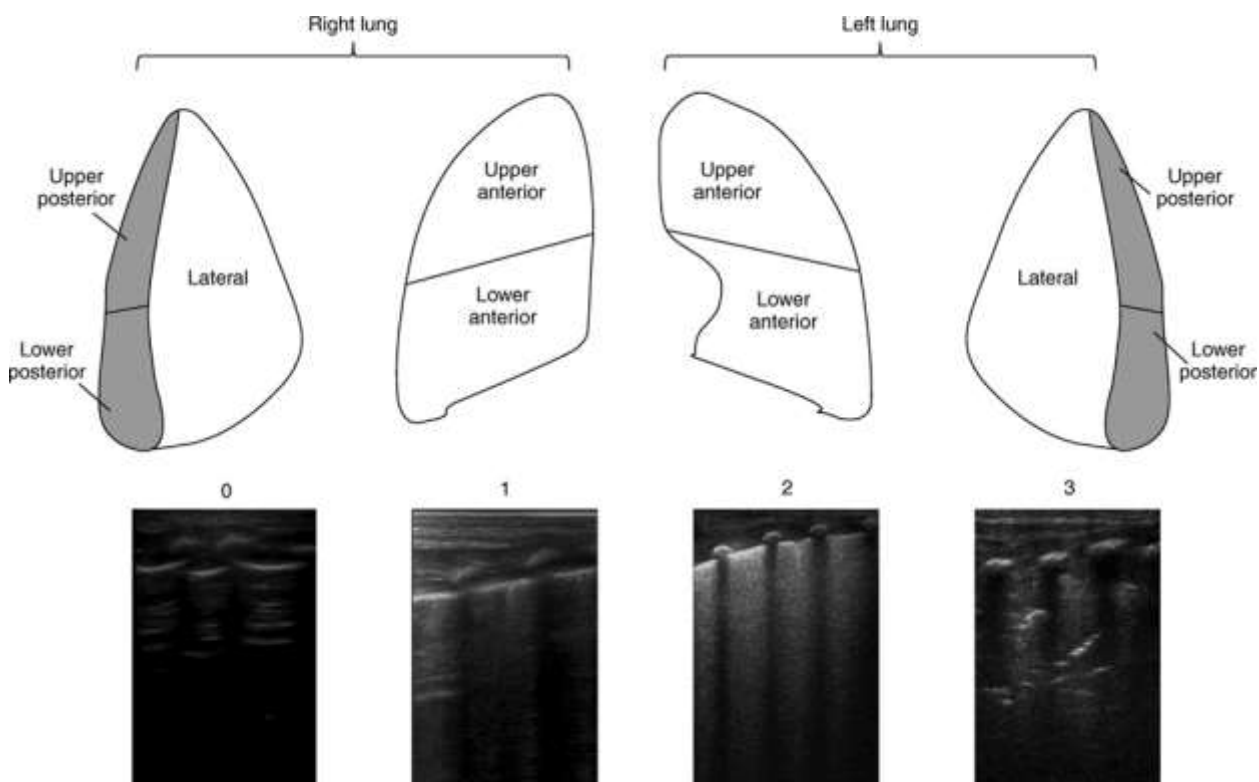 Right lung
Left lung
Upper
posterior
Lateral
Lower
posterior
Upper
anterior
Lower
anterior
Upper
anterior
Lower
anterior
Lateral
Upper
posterior
Lower
posterior
0
1
2
3